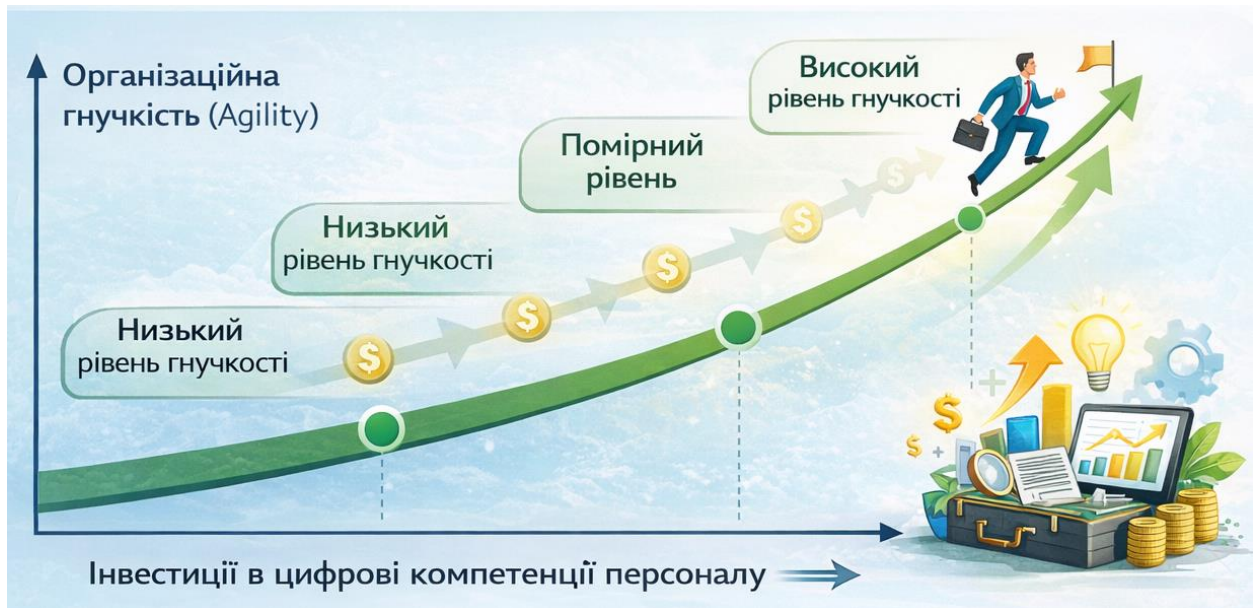 Організаційна
гнучкість (Agility)
Високий
рівень гнучкості
Помірний
рівень
Низький
рівень гнучкості
Низький
рівень гнучкості
$
$
$
$
$
$
$
Інвестиції в цифрові компетенції персоналу